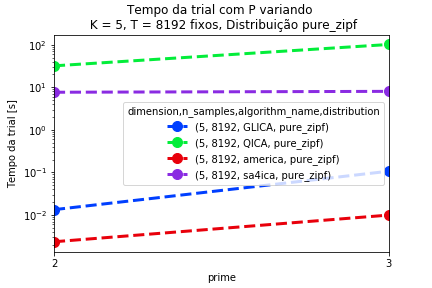 Tempo da trial com P variando
K = 5, T = 8192 fixos, Distribuição pure_zipf
Tempo da trial [s]
10²
10¹
10⁰
10⁻¹
10⁻²
dimension,n_samples,algorithm_name,distribution
(5, 8192, GLICA, pure_zipf)
(5, 8192, QICA, pure_zipf)
(5, 8192, america, pure_zipf)
(5, 8192, sa4ica, pure_zipf)
2
3
prime